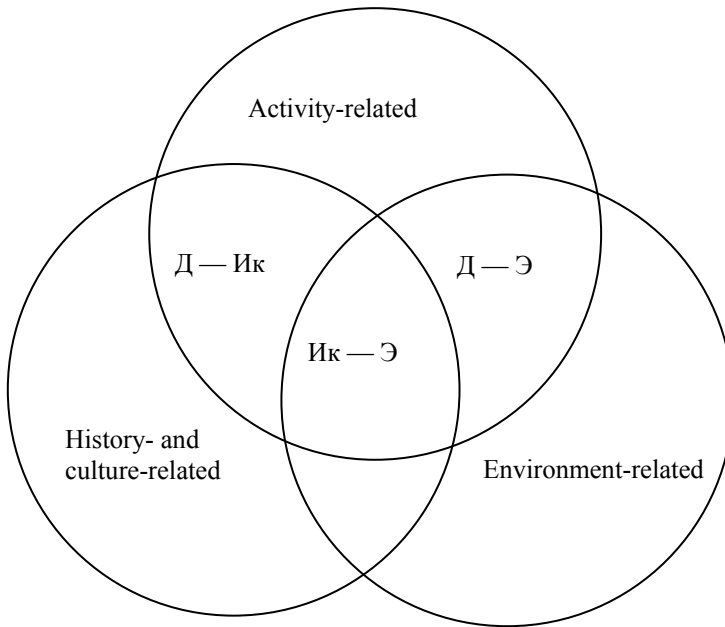 Activity-related
Д — Ик
Д — Э
Ик — Э
History- and
culture-related
Environment-related